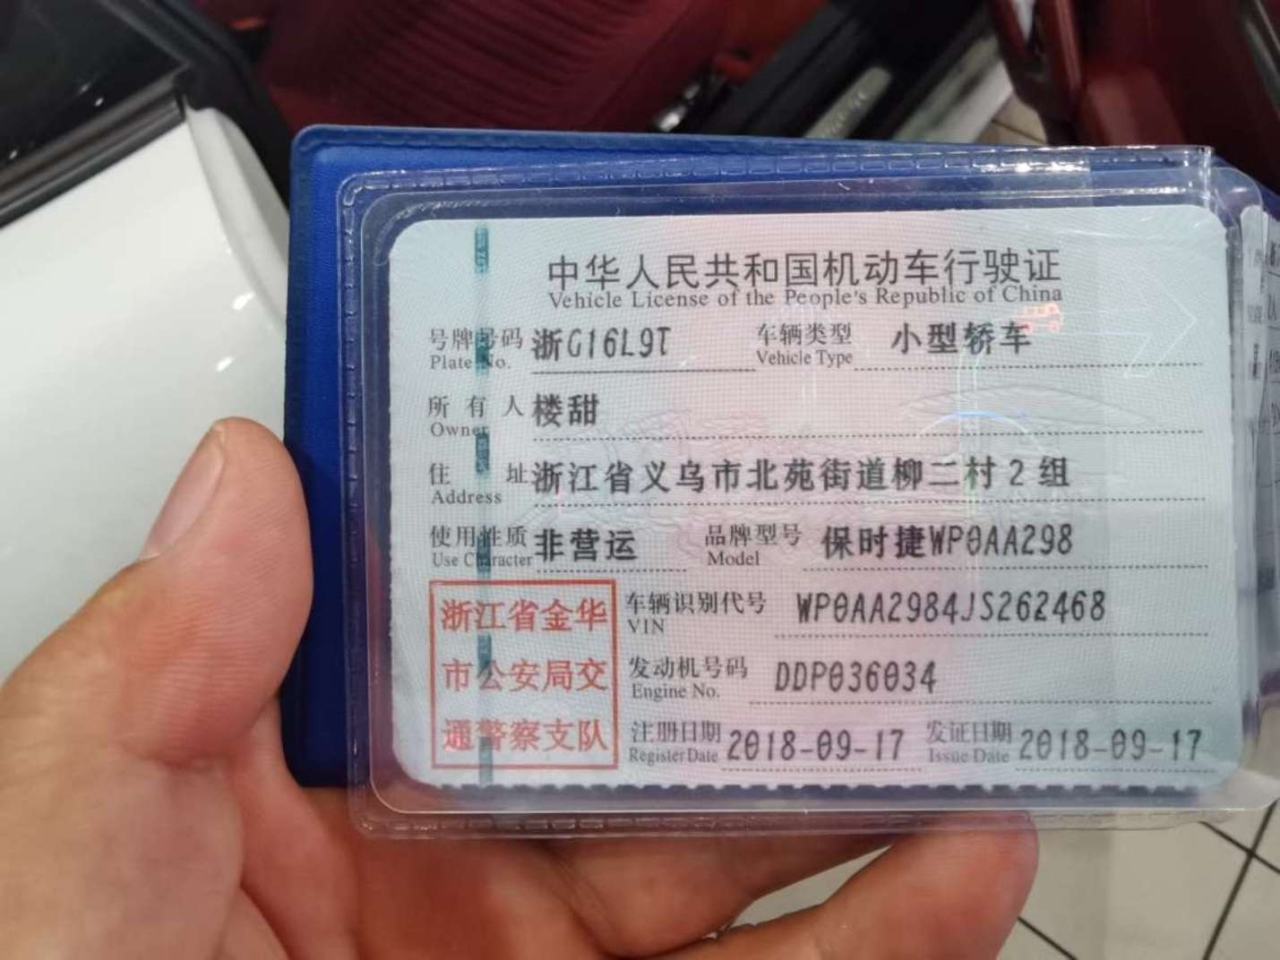 中华人民共和国机动车行驶证
Vehicle License of the People's Republic of China
号牌号码 浙G16L9T 车辆类型 小型轿车
Plate No. Vehicle Type
所有人 楼甜
Owner
住址 浙江省义乌市北苑街道柳二村2组
Address
使用性质 非营运 品牌型号 保时捷WP0AA298
Use Character Model
浙江省金华
市公安局交
通警察支队
车辆识别代号 WP0AA2984JS262468
VIN
发动机号码 DDP036034
Engine No.
注册日期 2018-09-17 发证日期 2018-09-17
Register Date Issue Date